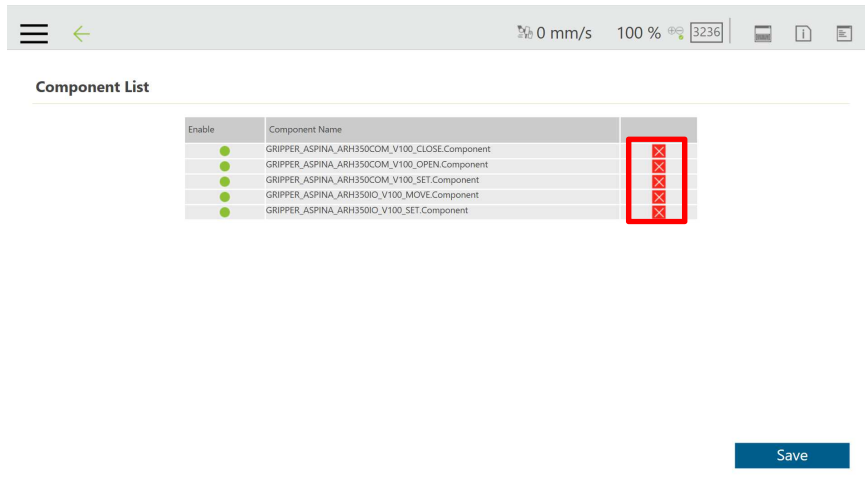 0 mm/s 100 % 3236
Component List
Enable Component Name
GRIPPER_ASPINA_ARH350COM_V100_CLOSE.Component
GRIPPER_ASPINA_ARH350COM_V100_OPEN.Component
GRIPPER_ASPINA_ARH350COM_V100_SET.Component
GRIPPER_ASPINA_ARH350IO_V100_MOVE.Component
GRIPPER_ASPINA_ARH350IO_V100_SET.Component
Save